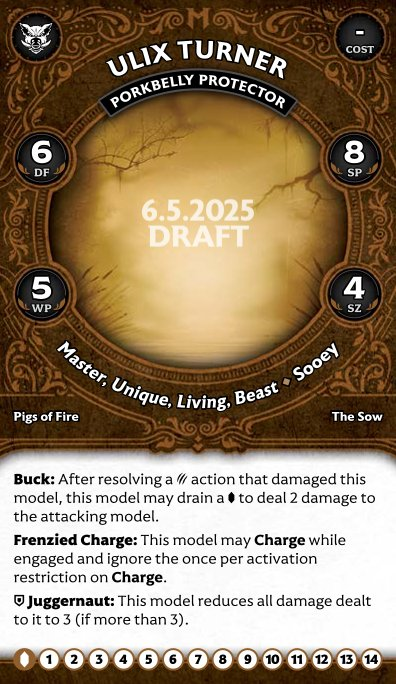 ULIX TURNER
PORKBELLY PROTECTOR
-
COST
6
DF
8
SP
6.5.2025
DRAFT
5
WP
4
SZ
Master, Unique, Living, Beast ◆ Sooey
Pigs of Fire
The Sow
Buck: After resolving a action that damaged this
model, this model may drain a to deal 2 damage to
the attacking model.
Frenzied Charge: This model may Charge while
engaged and ignore the once per activation
restriction on Charge.
Juggernaut: This model reduces all damage dealt
to it to 3 (if more than 3).
1 2 3 4 5 6 7 8 9 10 11 12 13 14